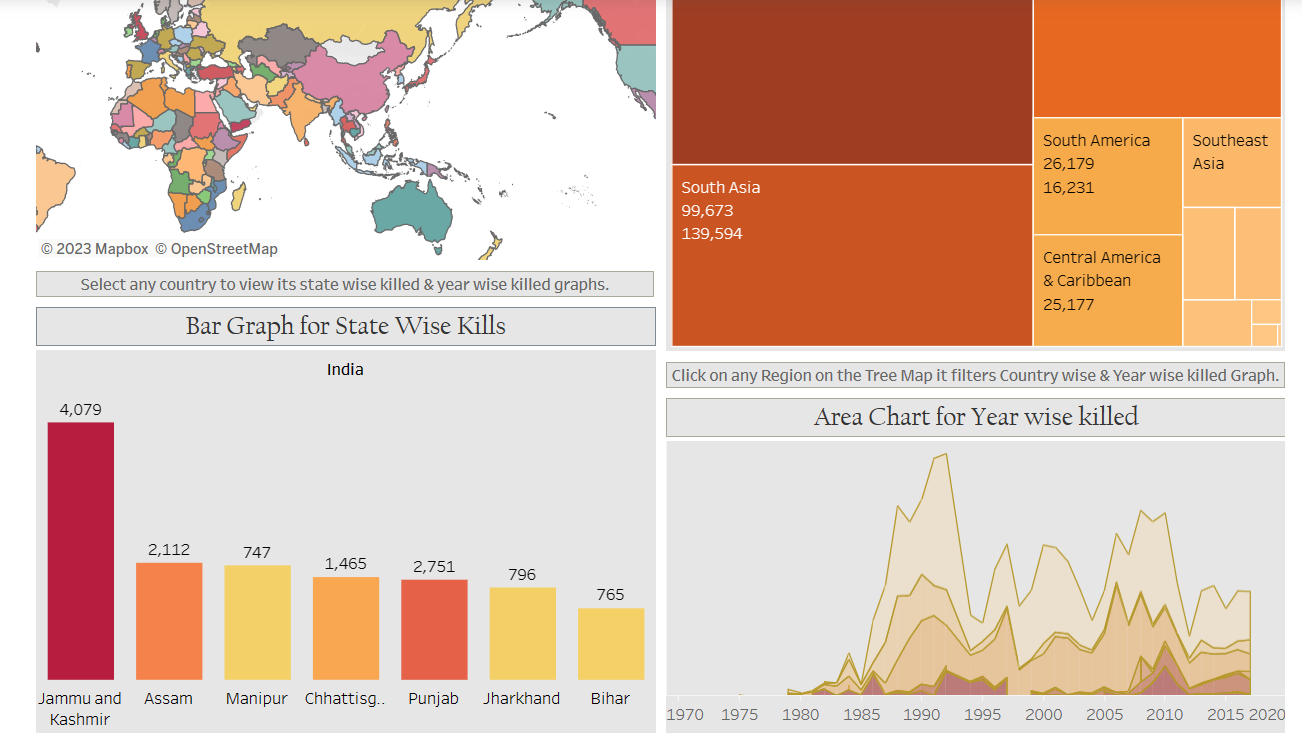 © 2023 Mapbox © OpenStreetMap
Select any country to view its state wise killed & year wise killed graphs.
Bar Graph for State Wise Kills
India
4,079
2,112
747
1,465
2,751
796
765
Jammu and
Kashmir
Assam
Manipur
Chhattisg..
Punjab
Jharkhand
Bihar
South Asia
99,673
139,594
South America
26,179
16,231
Southeast
Asia
Central America
& Caribbean
25,177
Click on any Region on the Tree Map it filters Country wise & Year wise killed Graph.
Area Chart for Year wise killed
1970 1975 1980 1985 1990 1995 2000 2005 2010 2015 2020